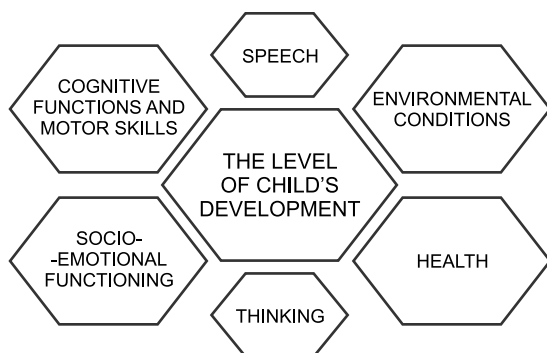 SPEECH
COGNITIVE
FUNCTIONS AND
MOTOR SKILLS
ENVIRONMENTAL
CONDITIONS
THE LEVEL
OF CHILD'S
DEVELOPMENT
SOCIO-
-EMOTIONAL
FUNCTIONING
HEALTH
THINKING